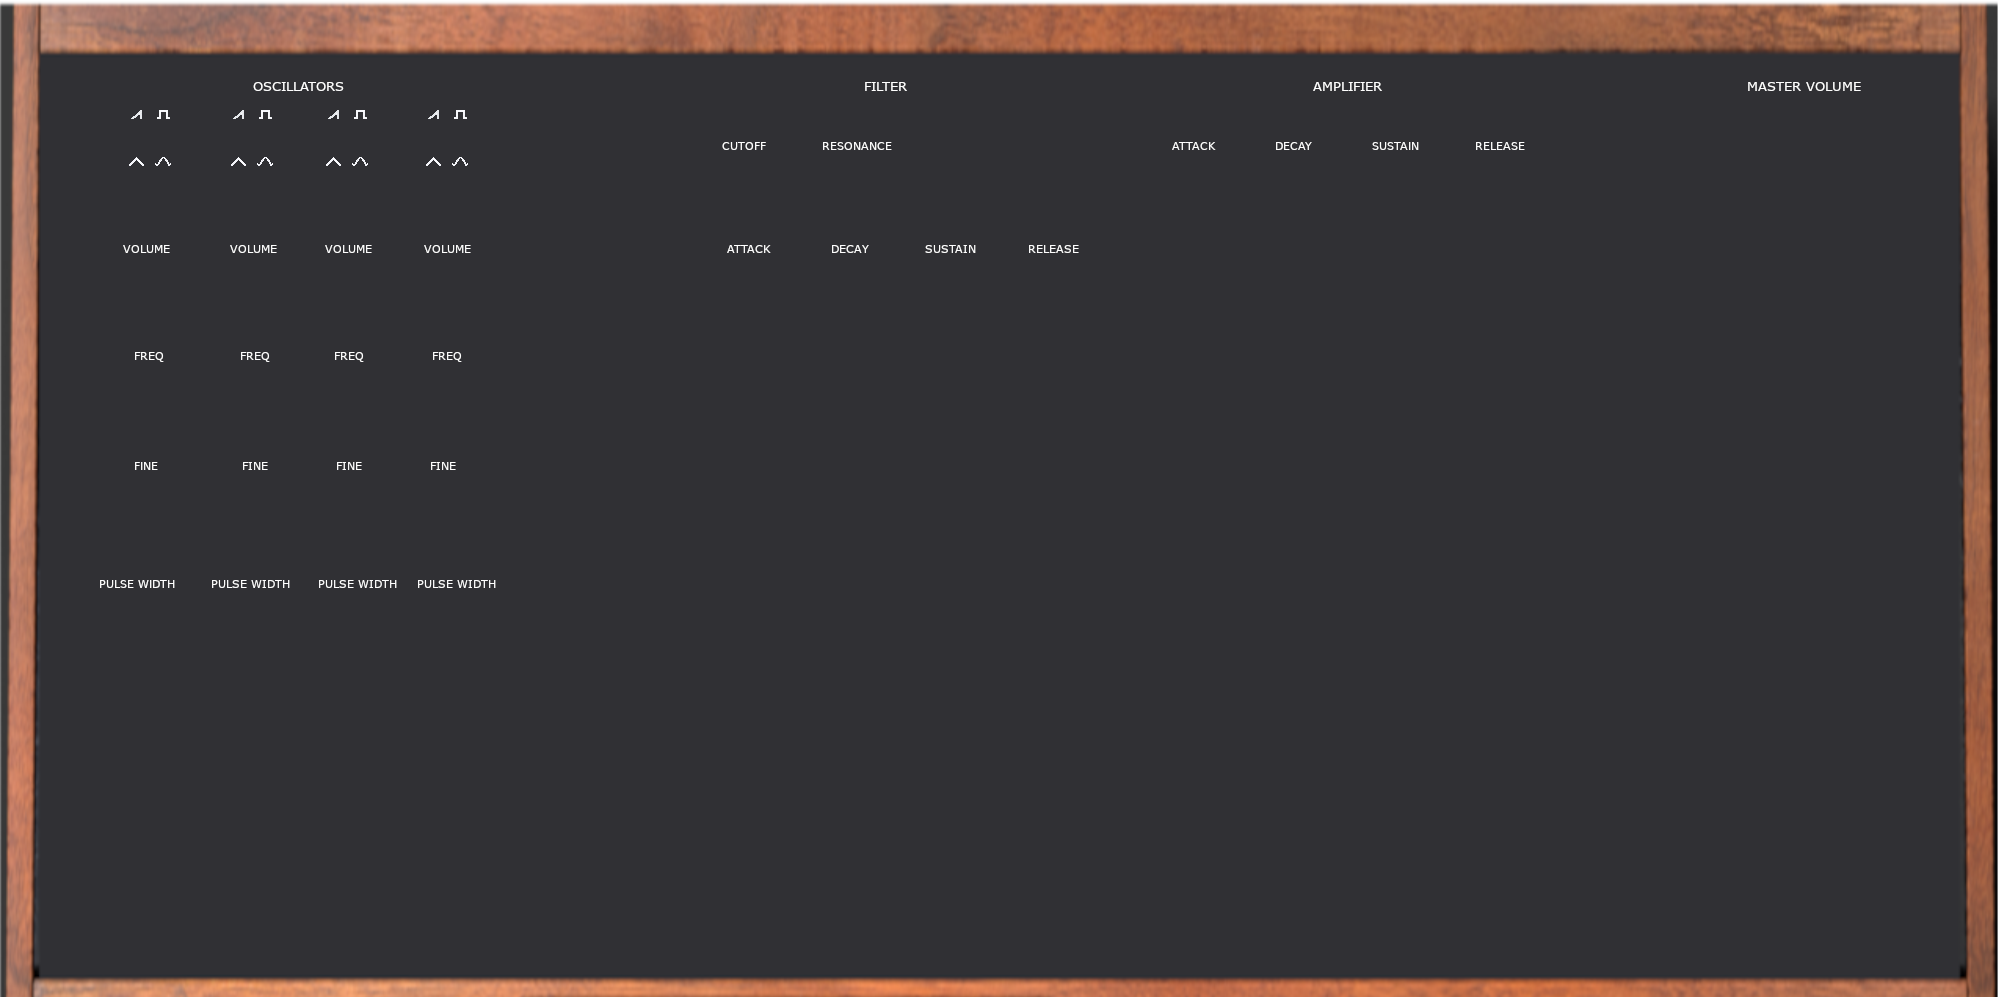 OSCILLATORS FILTER AMPLIFIER MASTER VOLUME
CUTOFF RESONANCE ATTACK DECAY SUSTAIN RELEASE
VOLUME VOLUME VOLUME VOLUME ATTACK DECAY SUSTAIN RELEASE
FREQ FREQ FREQ FREQ
FINE FINE FINE FINE
PULSE WIDTH PULSE WIDTH PULSE WIDTH PULSE WIDTH